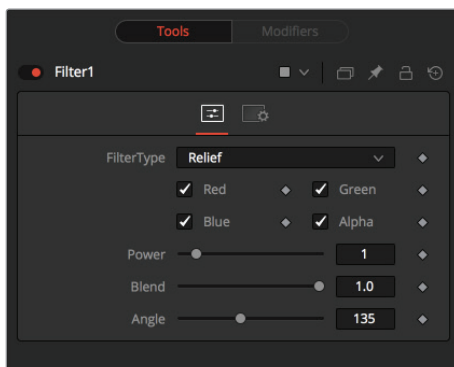 Tools Modifiers
Filter1
FilterType Relief
Red Green
Blue Alpha
Power 1
Blend 1.0
Angle 135